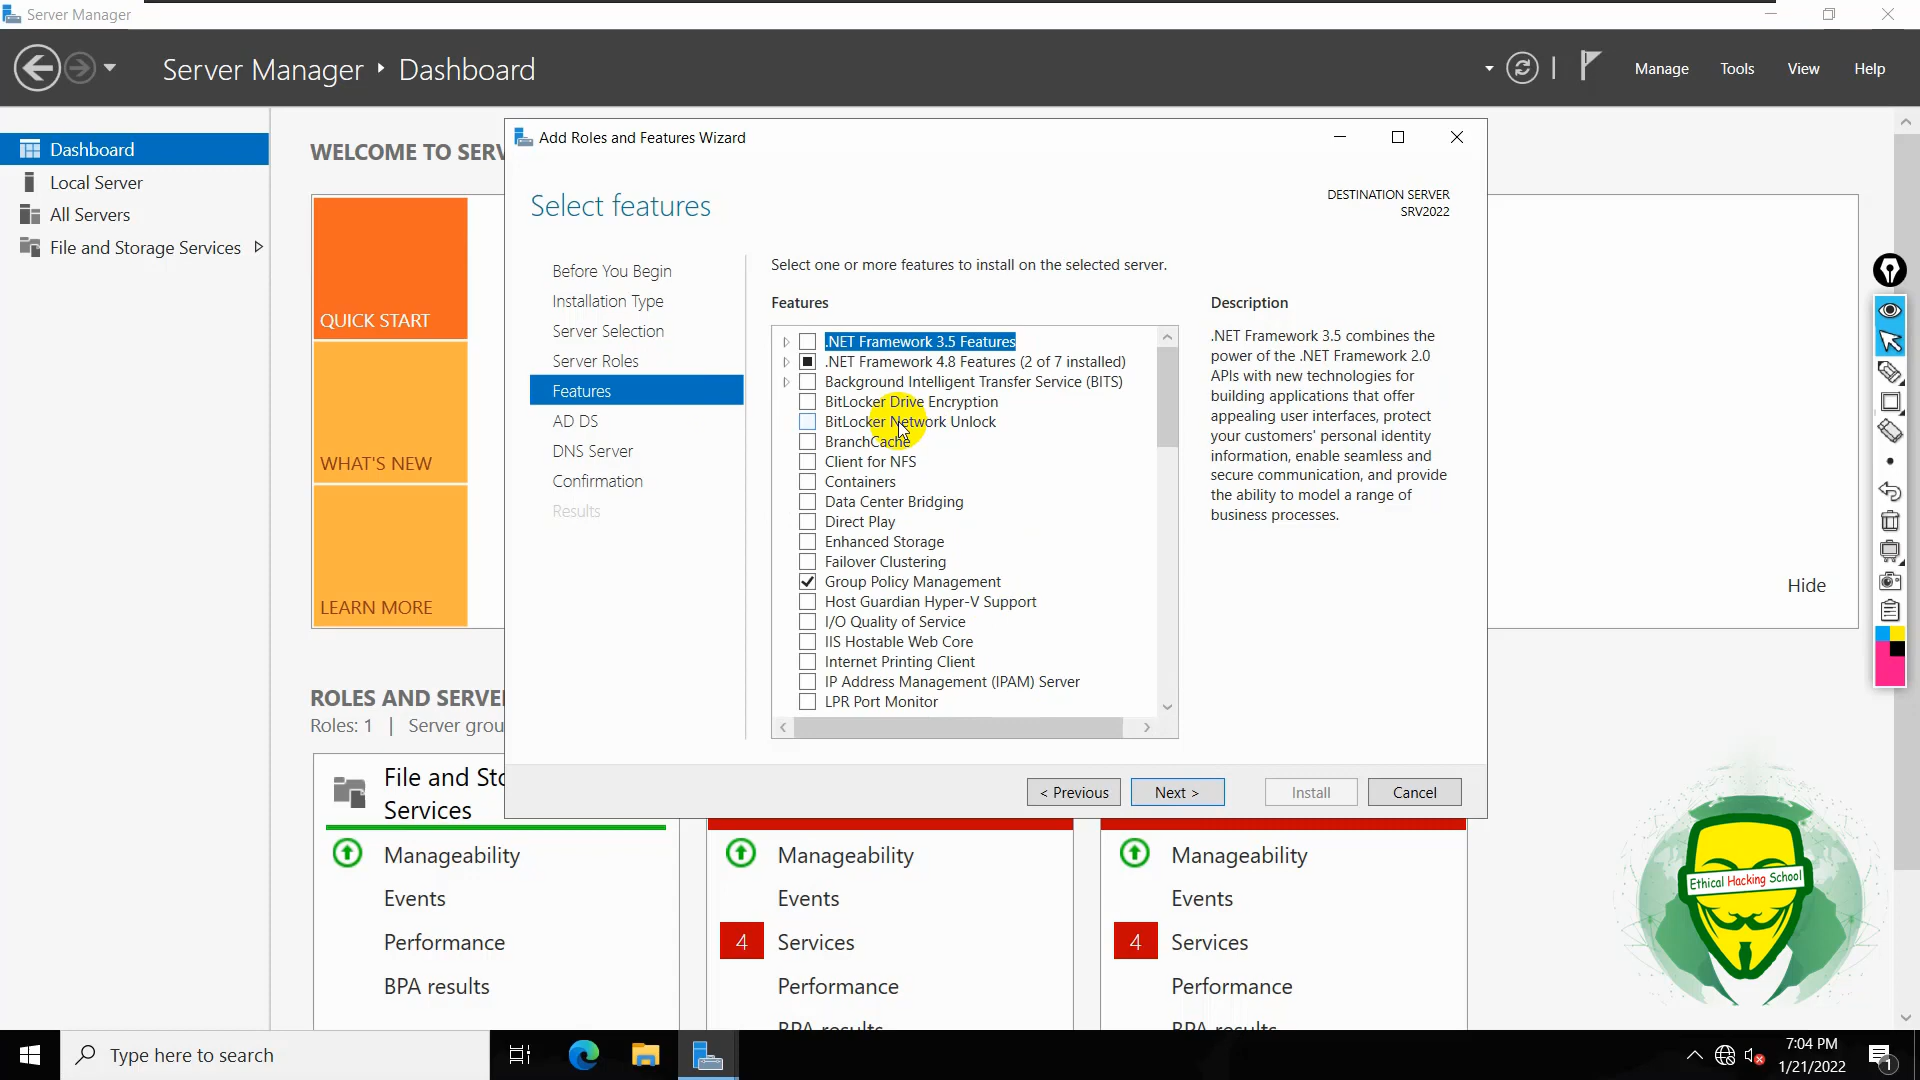 Server Manager
Server Manager ‣ Dashboard
Manage
Tools
View
Help
Dashboard
Local Server
All Servers
File and Storage Services
WELCOME TO SERV
QUICK START
WHAT'S NEW
LEARN MORE
Hide
ROLES AND SERVE
Roles: 1 | Server grou
Add Roles and Features Wizard
Select features
DESTINATION SERVER
SRV2022
Before You Begin
Installation Type
Server Selection
Server Roles
Features
AD DS
DNS Server
Confirmation
Results
Select one or more features to install on the selected server.
Features
.NET Framework 3.5 Features
.NET Framework 4.8 Features (2 of 7 installed)
Background Intelligent Transfer Service (BITS)
BitLocker Drive Encryption
BitLocker Network Unlock
BranchCache
Client for NFS
Containers
Data Center Bridging
Direct Play
Enhanced Storage
Failover Clustering
Group Policy Management
Host Guardian Hyper-V Support
I/O Quality of Service
IIS Hostable Web Core
Internet Printing Client
IP Address Management (IPAM) Server
LPR Port Monitor
Description
.NET Framework 3.5 combines the
power of the .NET Framework 2.0
APIs with new technologies for
building applications that offer
appealing user interfaces, protect
your customers' personal identity
information, enable seamless and
secure communication, and provide
the ability to model a range of
business processes.
< Previous
Next >
Install
Cancel
File and Sto
Services
Manageability
Events
Performance
BPA results
Manageability
Events
4 Services
Performance
BPA results
Manageability
Events
4 Services
Performance
BPA results
Ethical Hacking School
Type here to search
7:04 PM
1/21/2022
1